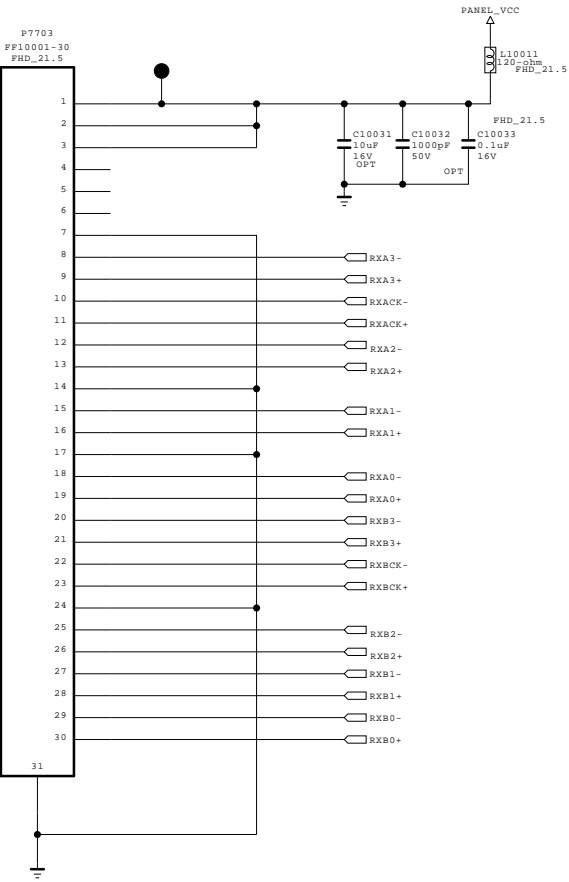 PANEL_VCC
P7703
FF10001-30
FHD_21.5
L10011
120-ohm
FHD_21.5
FHD_21.5
C10031
10uF
16V
OPT
C10032
1000pF
50V
C10033
0.1uF
16V
OPT
1
2
3
4
5
6
7
8 RXA3-
9 RXA3+
10 RXACK-
11 RXACK+
12 RXA2-
13 RXA2+
14
15 RXA1-
16 RXA1+
17
18 RXA0-
19 RXA0+
20 RXB3-
21 RXB3+
22 RXBCK-
23 RXBCK+
24
25 RXB2-
26 RXB2+
27 RXB1-
28 RXB1+
29 RXB0-
30 RXB0+
31